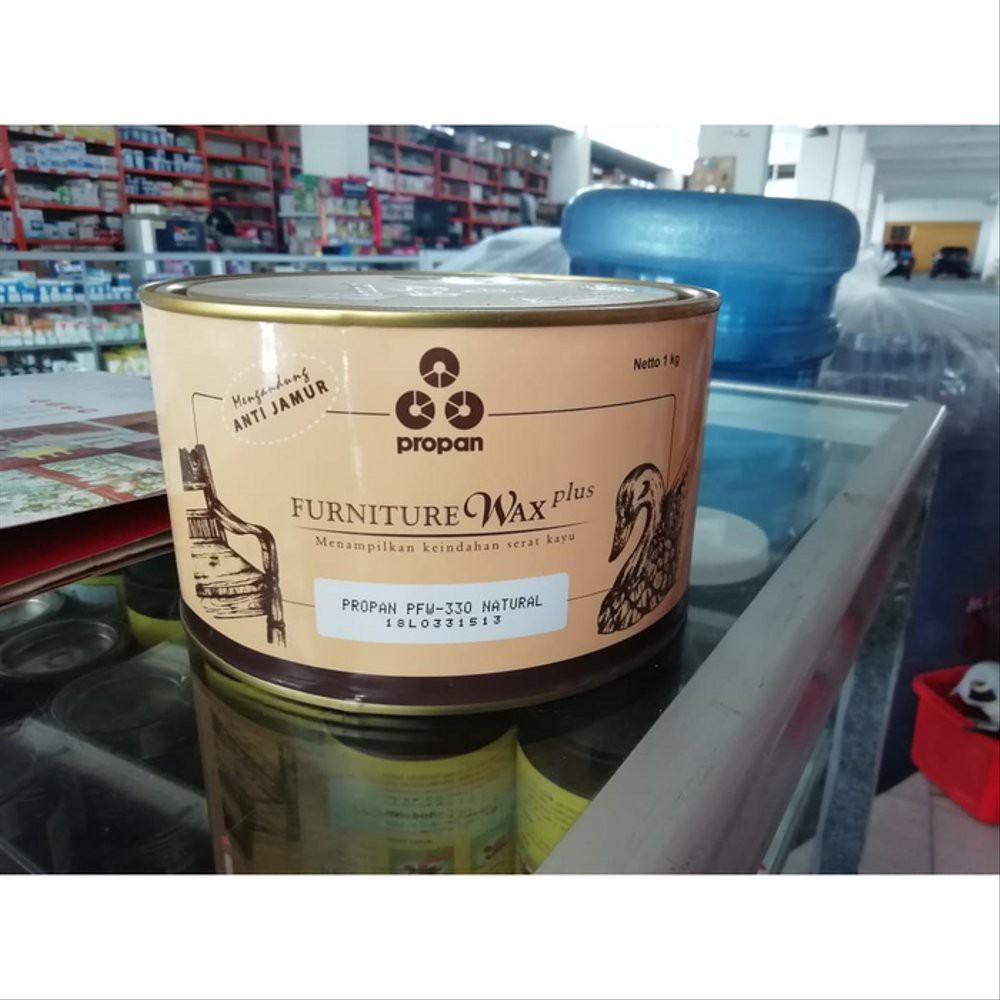 Mengandung
ANTI JAMUR
propan
Netto 1 kg
FURNITURE WAX plus
Menampilkan keindahan serat kayu
PROPAN PFW-330 NATURAL
18L0331513